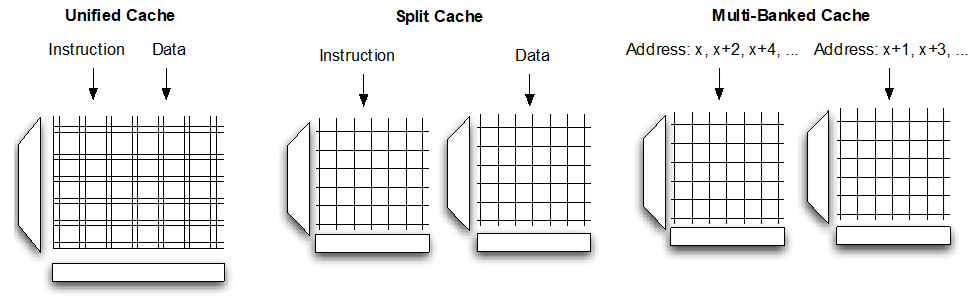 Unified Cache
Instruction Data
Split Cache
Instruction
Data
Multi-Banked Cache
Address: x, x+2, x+4, ...
Address: x+1, x+3, ...